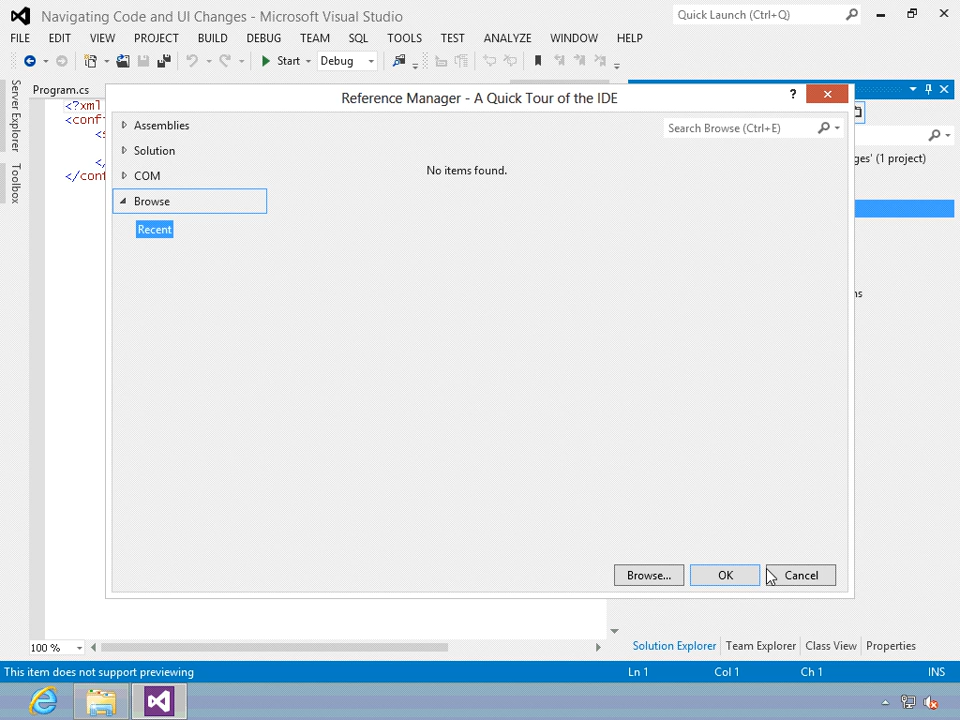 Navigating Code and UI Changes - Microsoft Visual Studio
Quick Launch (Ctrl+Q)
FILE EDIT VIEW PROJECT BUILD DEBUG TEAM SQL TOOLS TEST ANALYZE WINDOW HELP
Start Debug
Server Explorer
Toolbox
Program.cs
<?xml
<conf
<s
</
</conf
Reference Manager - A Quick Tour of the IDE
?
Assemblies
Search Browse (Ctrl+E)
Solution
COM
Browse
Recent
No items found.
ges' (1 project)
ns
Browse... OK Cancel
100 %
Solution Explorer Team Explorer Class View Properties
This item does not support previewing
Ln 1 Col 1 Ch 1 INS